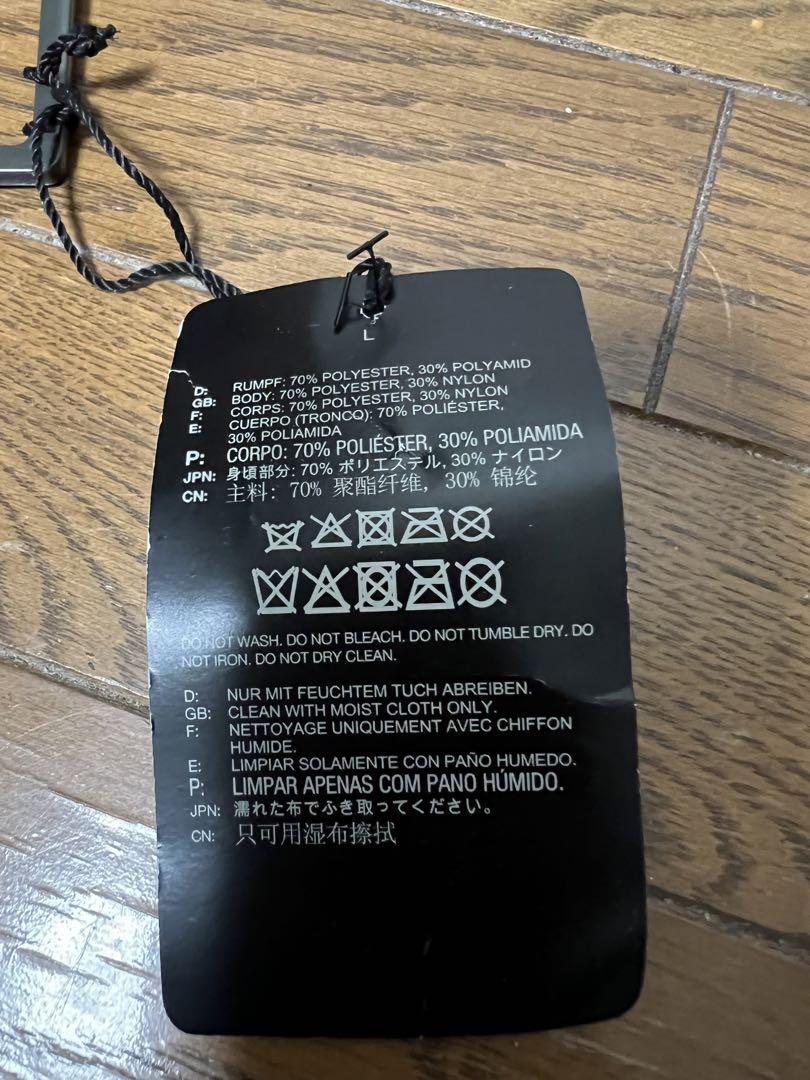 L
D: RUMPF: 70% POLYESTER, 30% POLYAMID
GB: BODY: 70% POLYESTER, 30% NYLON
F: CORPS: 70% POLYESTER, 30% NYLON
E: CUERPO (TRONCO): 70% POLIÉSTER,
30% POLIAMIDA
P: CORPO: 70% POLIÉSTER, 30% POLIAMIDA
JPN: 身頃部分: 70% ポリエステル, 30% ナイロン
CN: 主料: 70% 聚酯纤维, 30% 锦纶
DO NOT WASH. DO NOT BLEACH. DO NOT TUMBLE DRY. DO
NOT IRON. DO NOT DRY CLEAN.
D: NUR MIT FEUCHTEM TUCH ABREIBEN.
GB: CLEAN WITH MOIST CLOTH ONLY.
F: NETTOYAGE UNIQUEMENT AVEC CHIFFON
HUMIDE.
E: LIMPIAR SOLAMENTE CON PAÑO HUMEDO.
P: LIMPAR APENAS COM PANO HÚMIDO.
JPN: 濡れた布でふき取ってください。
CN: 只可用湿布擦拭